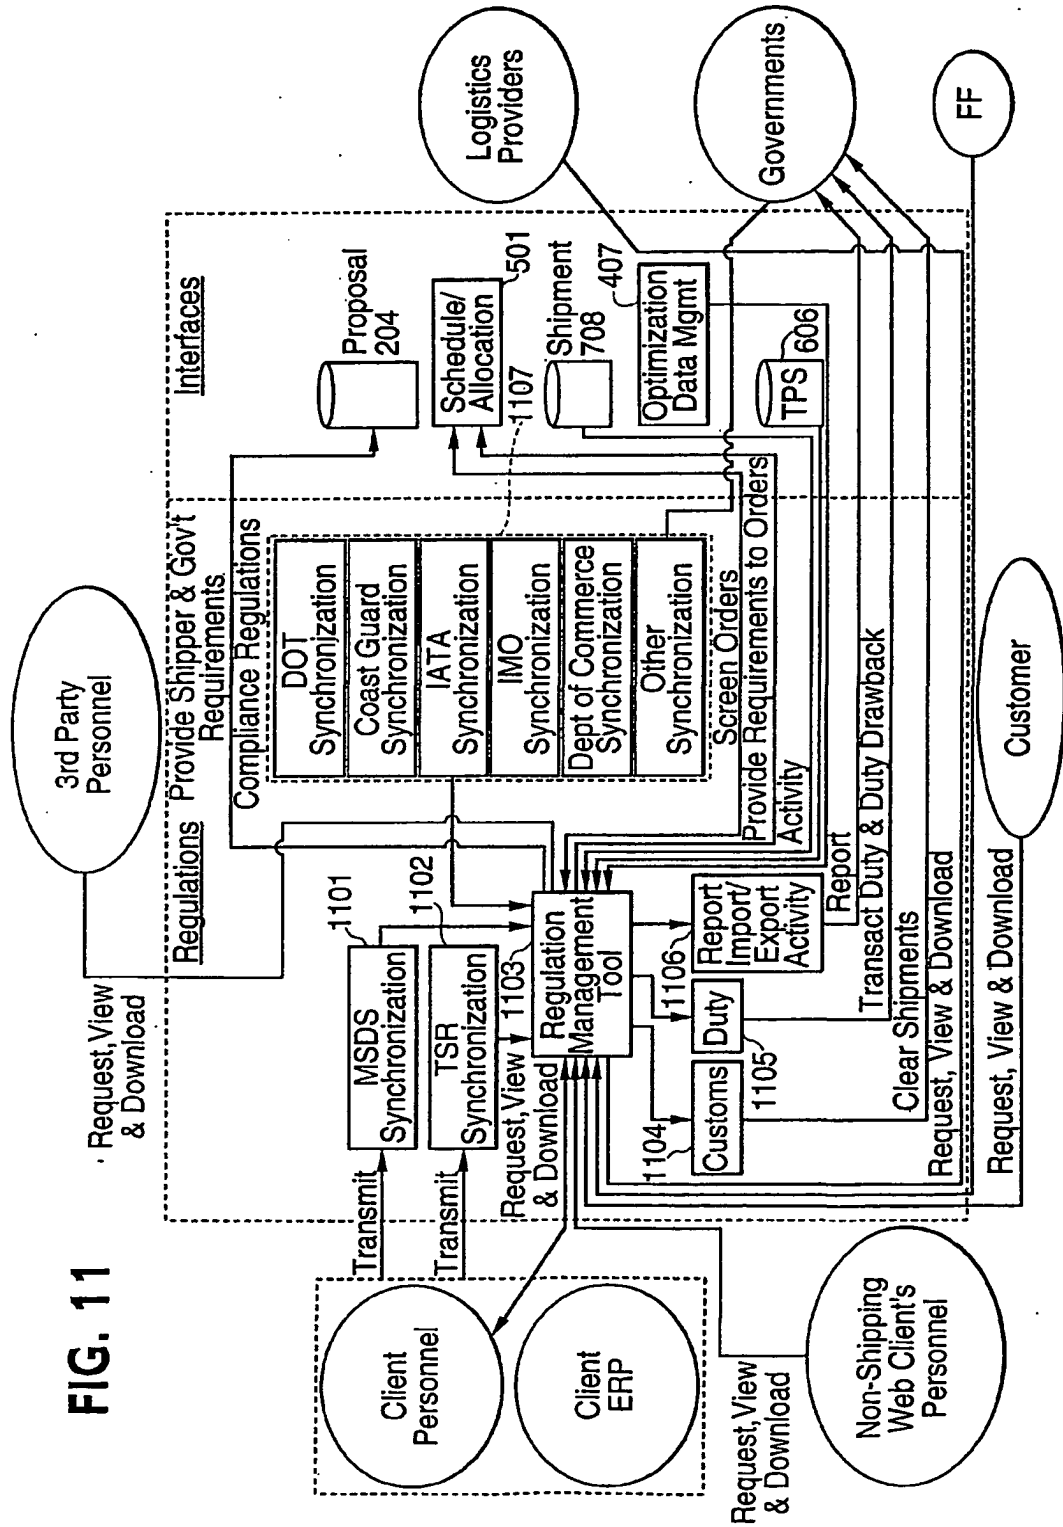 FIG. 11
3rd Party
Personnel
Request, View
& Download
Regulations
Provide Shipper & Gov't
Requirements
Interfaces
Compliance Regulations
Proposal
204
Logistics
Providers
Transmit
MSDS
Synchronization
1101
Transmit
TSR
Synchronization
1102
DOT
Synchronization
Coast Guard
Synchronization
IATA
Synchronization
IMO
Synchronization
Dept of Commerce
Synchronization
Other
Synchronization
1107
Schedule/
Allocation
501
Shipment
708
Optimization
Data Mgmt
407
TPS
606
Governments
FF
Client
Personnel
Client
ERP
Request, View
& Download
1103
Regulation
Management
Tool
Screen Orders
Provide Requirements to Orders
Activity
1104
Customs
Duty
1105
1106
Report
Import/
Export
Activity
Report
Transact Duty & Duty Drawback
Clear Shipments
Request, View & Download
Request, View & Download
Request, View
& Download
Non-Shipping
Web Client's
Personnel
Customer